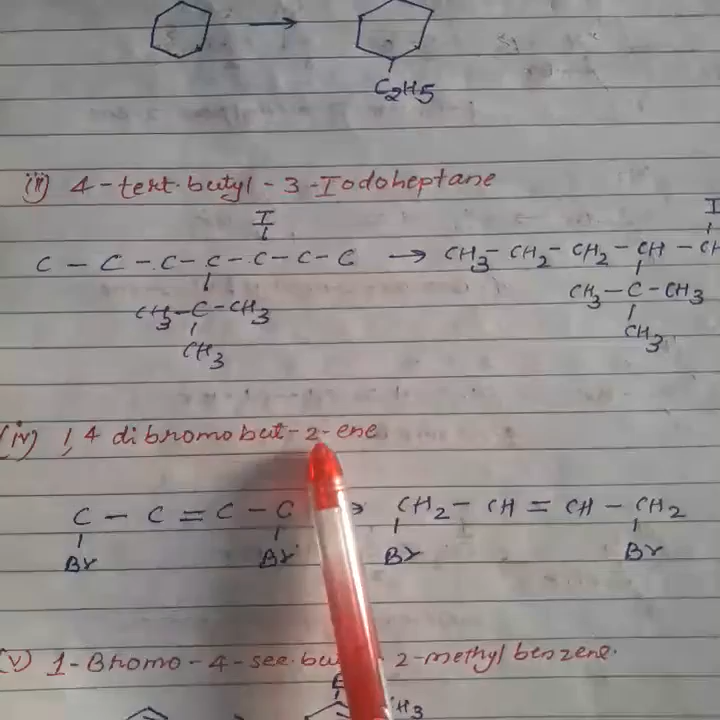 C2H5
(iii) 4-tert.butyl-3-Iodoheptane
I I
C - C - C - C - C - C - C → CH3 - CH2 - CH2 - CH - CH
CH3-C-CH3 CH3-C-CH3
CH3 CH3
(iv) 1,4 dibromobut-2-ene
C - C = C - C → CH2 - CH = CH - CH2
Br Br Br Br
(v) 1-Bromo-4-sec.bu 2-methylbenzene.